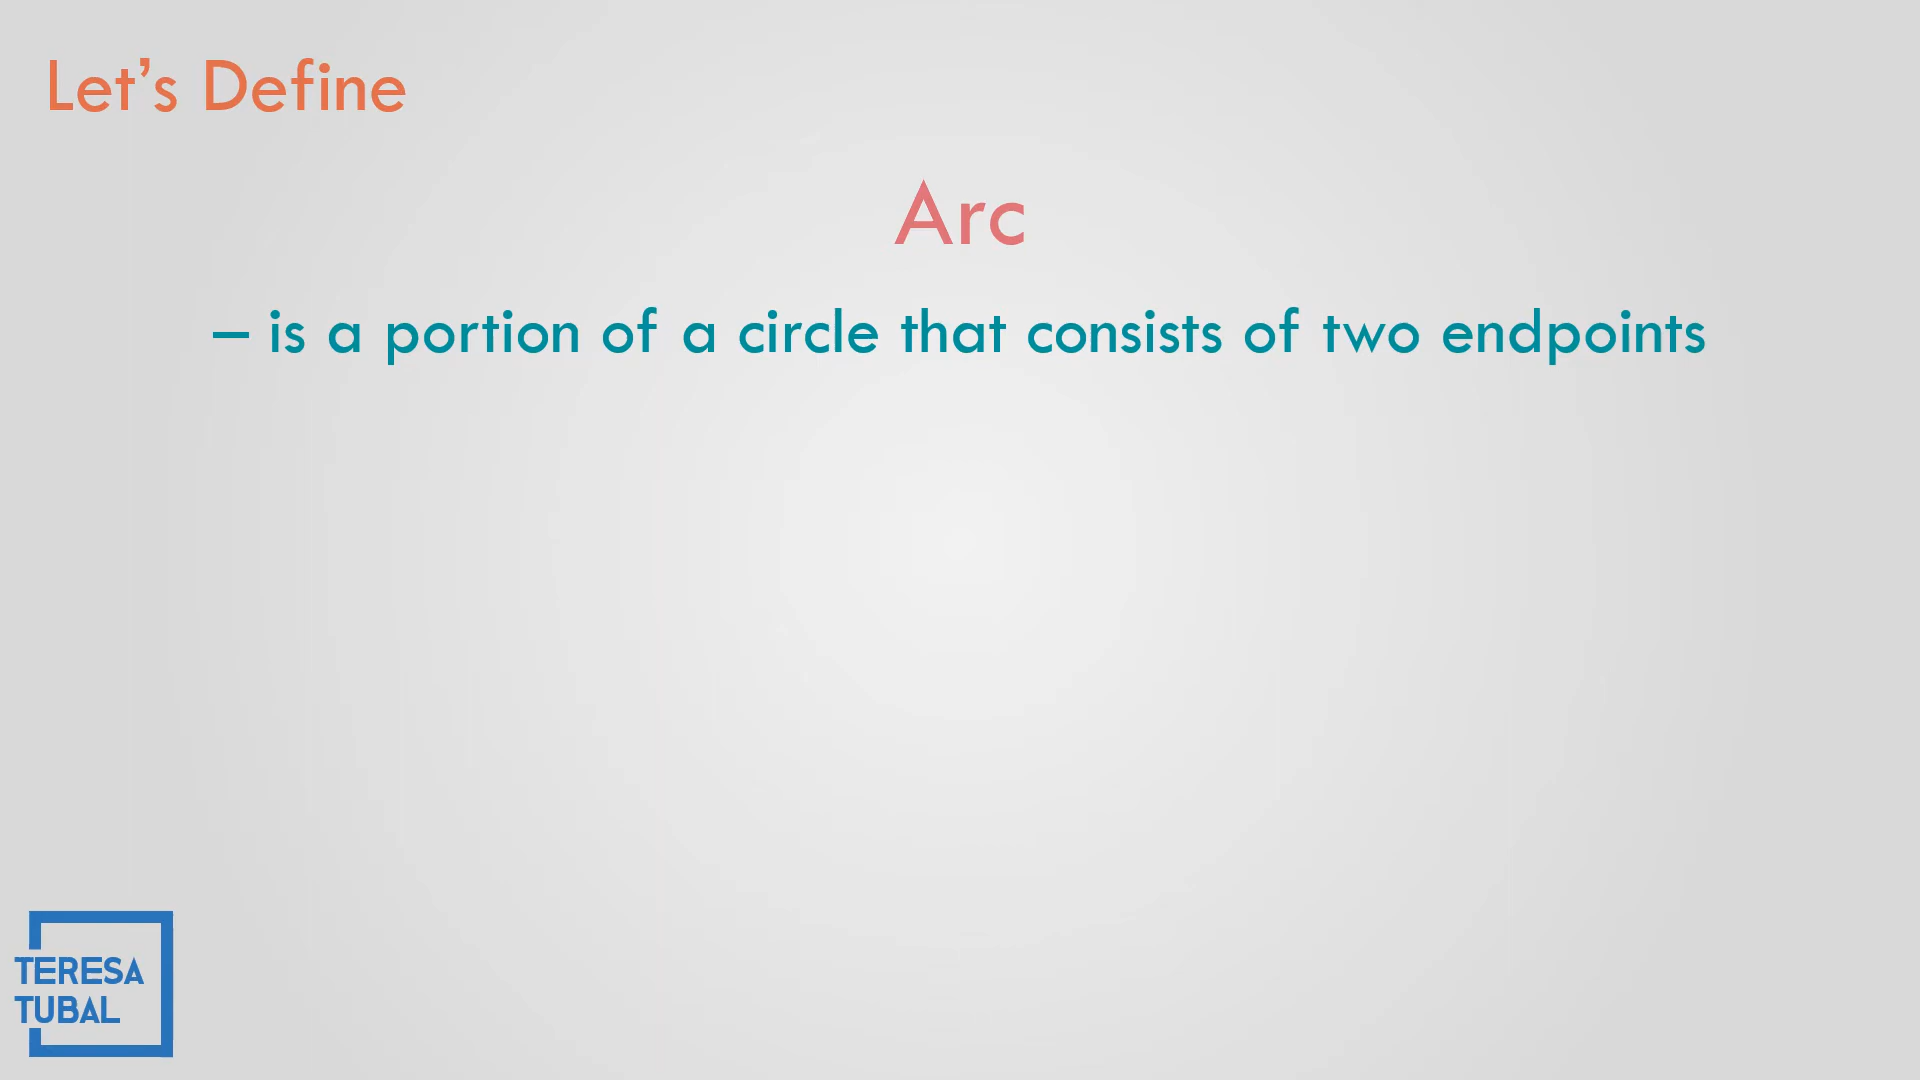 Let’s Define
Arc
– is a portion of a circle that consists of two endpoints
TERESA
TUBAL